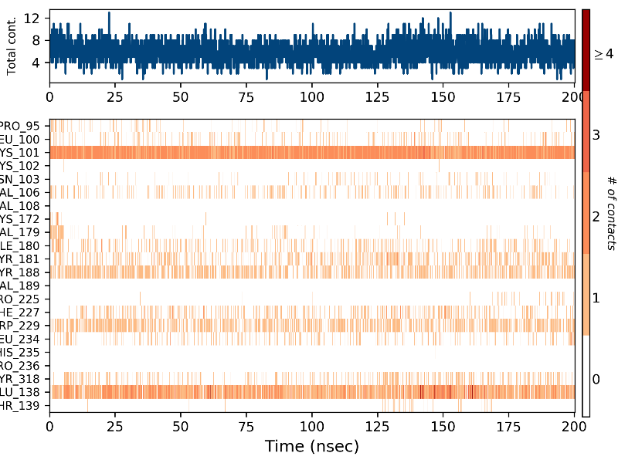 Total cont.
12
8
4
0 25 50 75 100 125 150 175 200
PRO_95
EU_100
YS_101
YS_102
SN_103
AL_106
AL_108
YS_172
AL_179
LE_180
YR_181
YR_188
AL_189
RO_225
HE_227
RP_229
EU_234
HIS_235
RO_236
YR_318
LU_138
HR_139
0 25 50 75 100 125 150 175 200
Time (nsec)
≥4
3
2
1
0
# of contacts